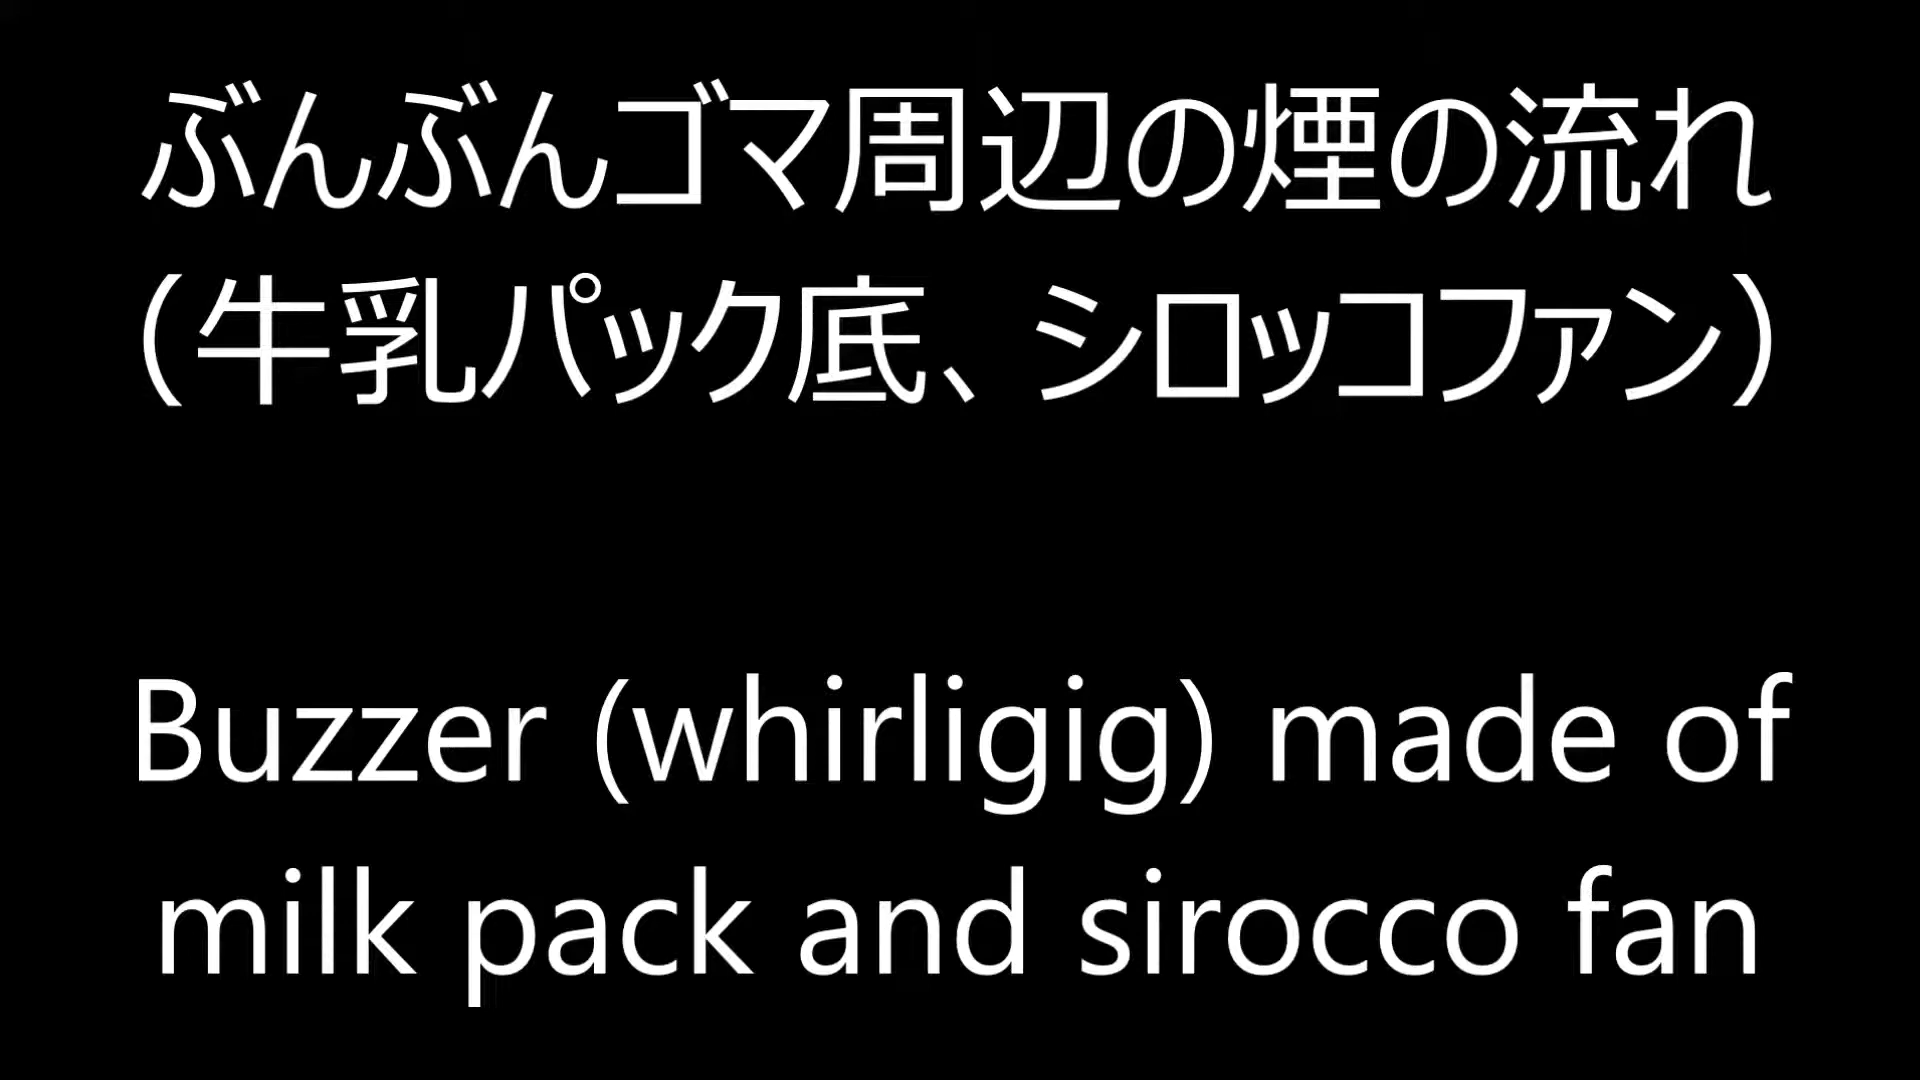 ぶんぶんゴマ周辺の煙の流れ
（牛乳パック底、シロッコファン）
Buzzer (whirligig) made of
milk pack and sirocco fan